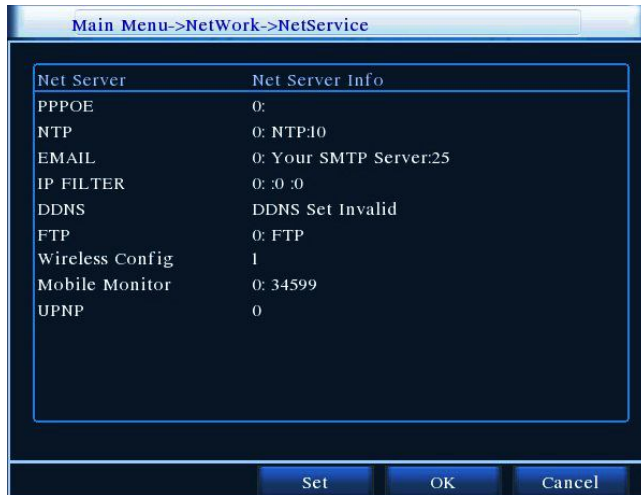 Main Menu->NetWork->NetService
Net Server Net Server Info
PPPOE 0:
NTP 0: NTP:10
EMAIL 0: Your SMTP Server:25
IP FILTER 0: :0 :0
DDNS DDNS Set Invalid
FTP 0: FTP
Wireless Config 1
Mobile Monitor 0: 34599
UPNP 0
Set OK Cancel